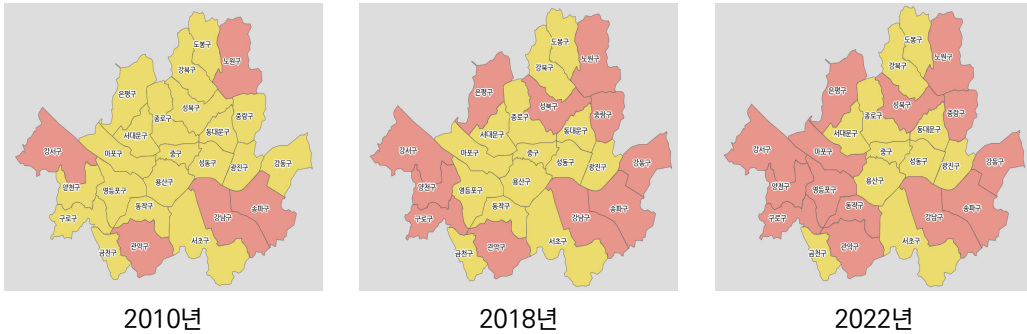 도봉구
노원구
강북구
은평구
성북구
종로구
중랑구
동대문구
서대문구
강서구
마포구
중구
성동구
광진구
강동구
양천구
영등포구
용산구
송파구
동작구
강남구
구로구
서초구
관악구
금천구
2010년
도봉구
노원구
강북구
은평구
성북구
중랑구
종로구
동대문구
서대문구
강서구
마포구
중구
성동구
광진구
강동구
양천구
영등포구
용산구
송파구
동작구
강남구
구로구
서초구
관악구
금천구
2018년
도봉구
노원구
강북구
은평구
성북구
중랑구
종로구
동대문구
서대문구
강서구
마포구
중구
성동구
광진구
강동구
양천구
영등포구
용산구
동작구
송파구
강남구
구로구
서초구
관악구
금천구
2022년